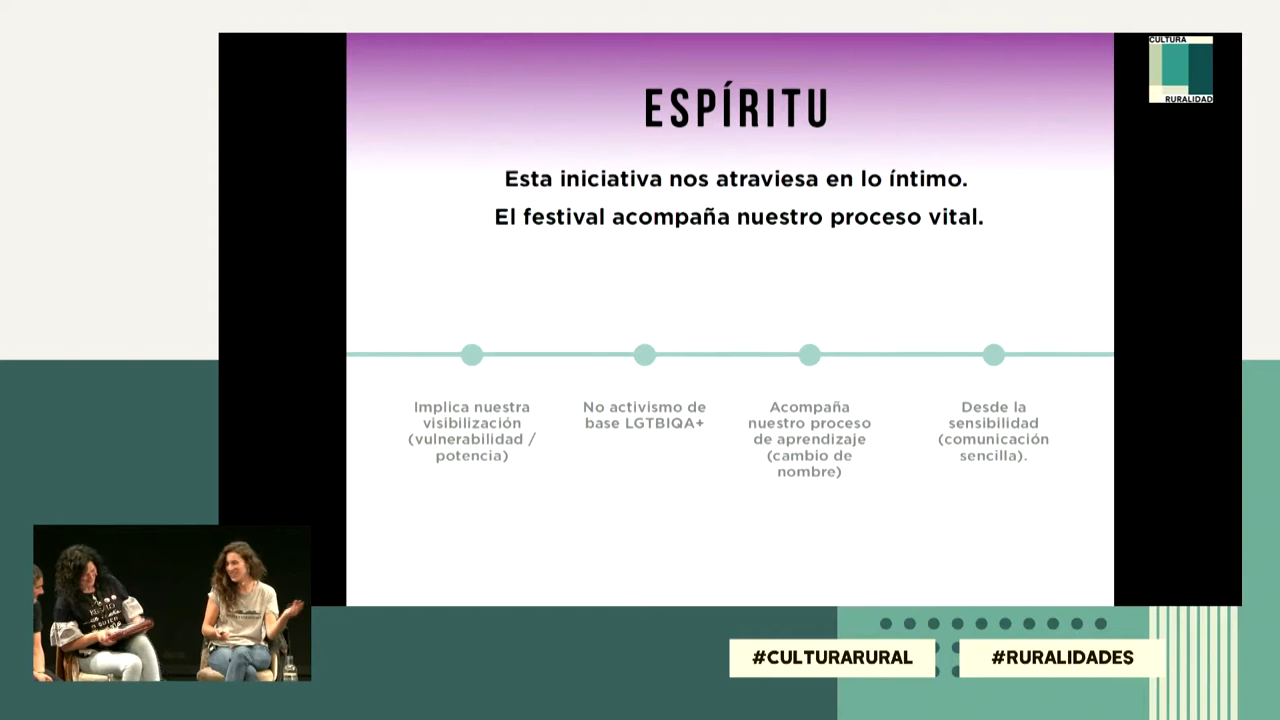 CULTURA
RURALIDAD
ESPÍRITU
Esta iniciativa nos atraviesa en lo íntimo.
El festival acompaña nuestro proceso vital.
Implica nuestra
visibilización
(vulnerabilidad /
potencia)
No activismo de
base LGTBIQA+
Acompaña
nuestro proceso
de aprendizaje
(cambio de
nombre)
Desde la
sensibilidad
(comunicación
sencilla).
#CULTURARURAL
#RURALIDADES